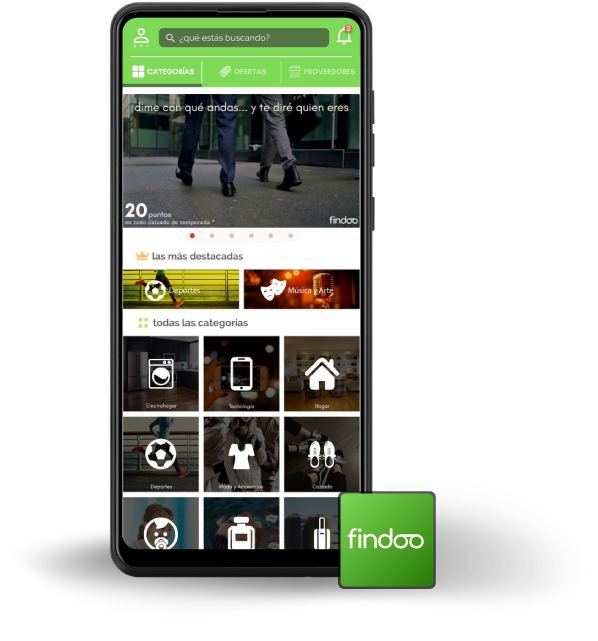 ¿qué estás buscando?
3
CATEGORÍAS
OFERTAS
PROVEEDORES
dime con qué andas... y te diré quien eres
20 puntos
en todo calzado de temporada *
findoo
las más destacadas
Deportes
Música y Arte
todas las categorías
Electrohogar
Tecnología
Hogar
Deportes
Moda y Accesorios
Calzado
findoo